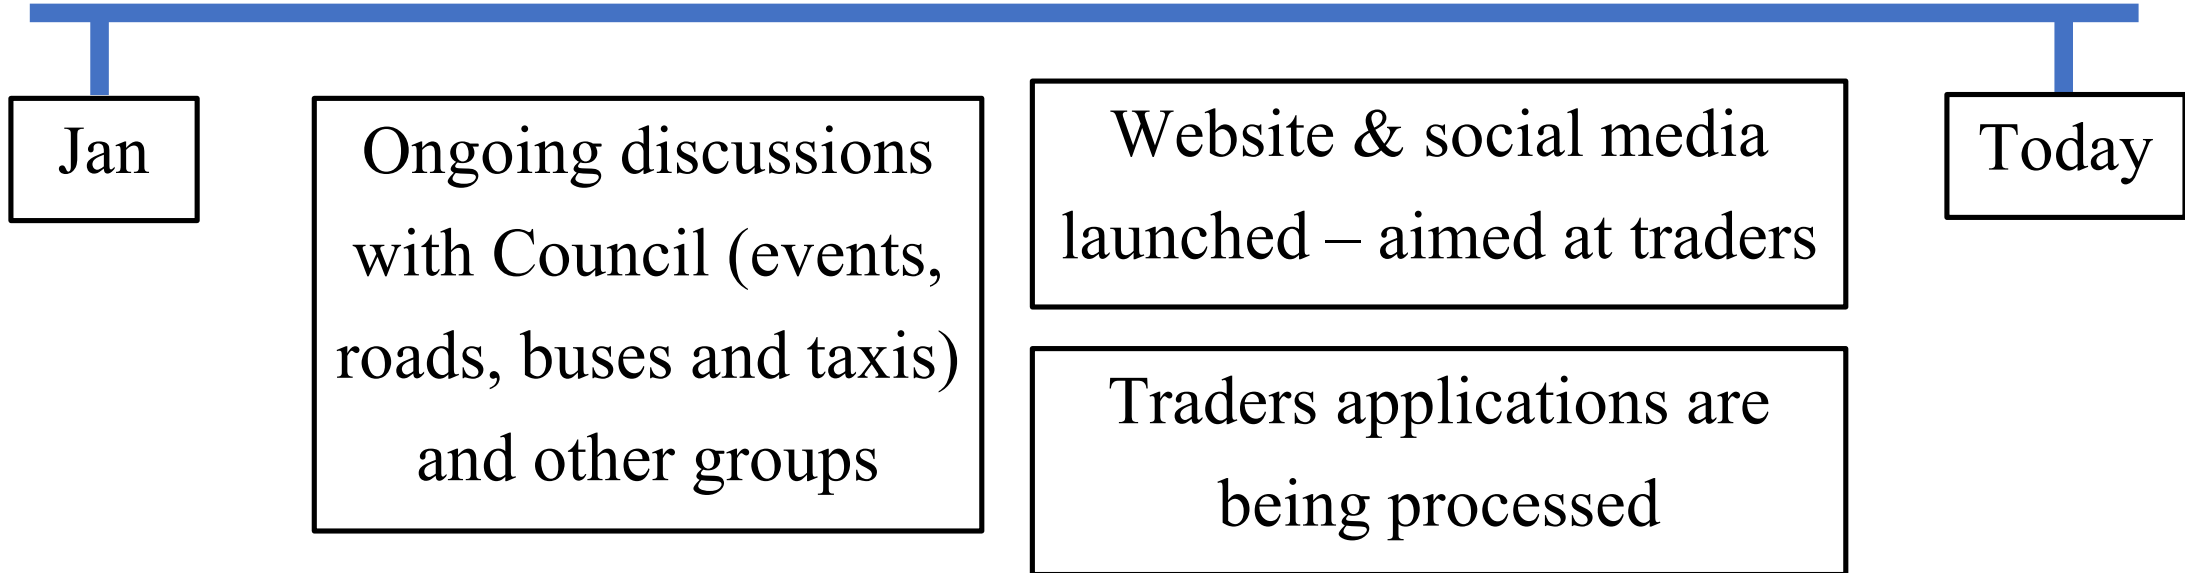 Jan
Ongoing discussions
with Council (events,
roads, buses and taxis)
and other groups
Website & social media
launched – aimed at traders
Traders applications are
being processed
Today